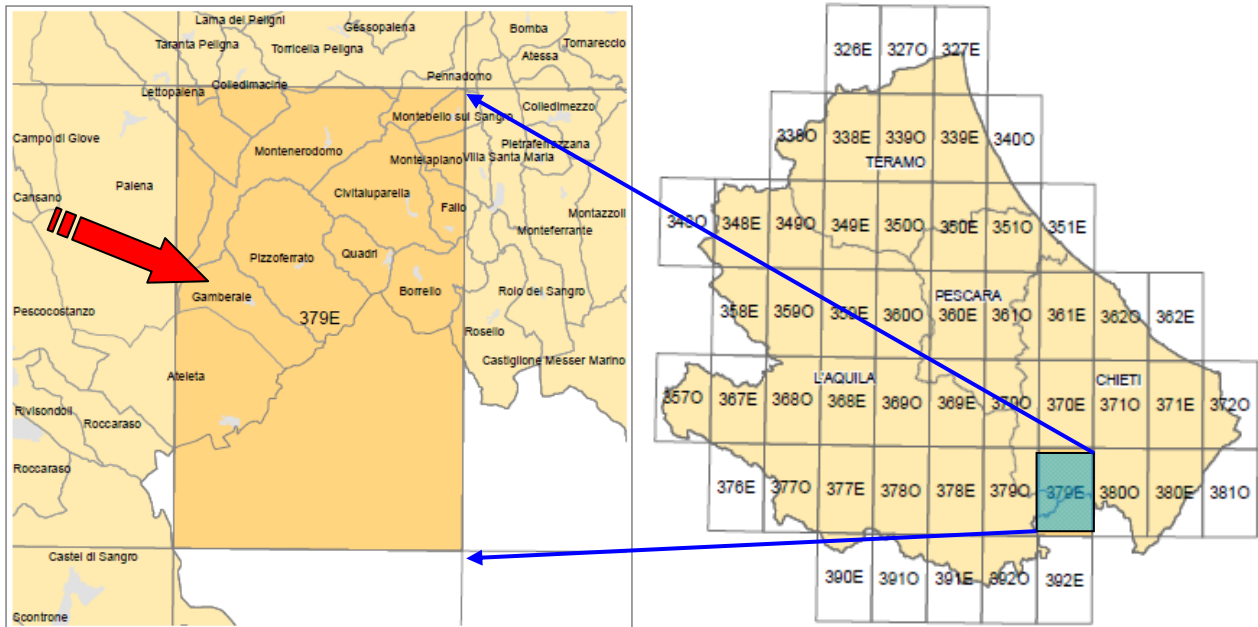 Lama dei Peligni
Gessopalena
Bomba
Taranta Peligna
Torricella Peligna
Tornareccio
Atessa
Pennadomo
Lettopalena
Colledimacine
Colledimezzo
Montebello sul Sangro
Campo di Giove
Montenerodomo
Pietraferrazzana
Montelapiano
Villa Santa Maria
Palena
Civitaluparella
Cansano
Fallo
Montazzoli
Monteferrante
Quadri
Pizzoferrato
Gamberale
Borrello
Roio del Sangro
Pescocostanzo
379E
Rosello
Castiglione Messer Marino
Ateleta
Rivisondoli
Roccaraso
Roccaraso
Castel di Sangro
Scontrone
326E 327O 327E
338O 338E 339O 339E 340O
TERAMO
348O 348E 349O 349E 350O 350E 351O 351E
PESCARA
358E 359O 359E 360O 360E 361O 361E 362O 362E
L'AQUILA
CHIETI
357O 367E 368O 368E 369O 369E 370O 370E 371O 371E 372O
376E 377O 377E 378O 378E 379O 379E 380O 380E 381O
390E 391O 391E 392O 392E